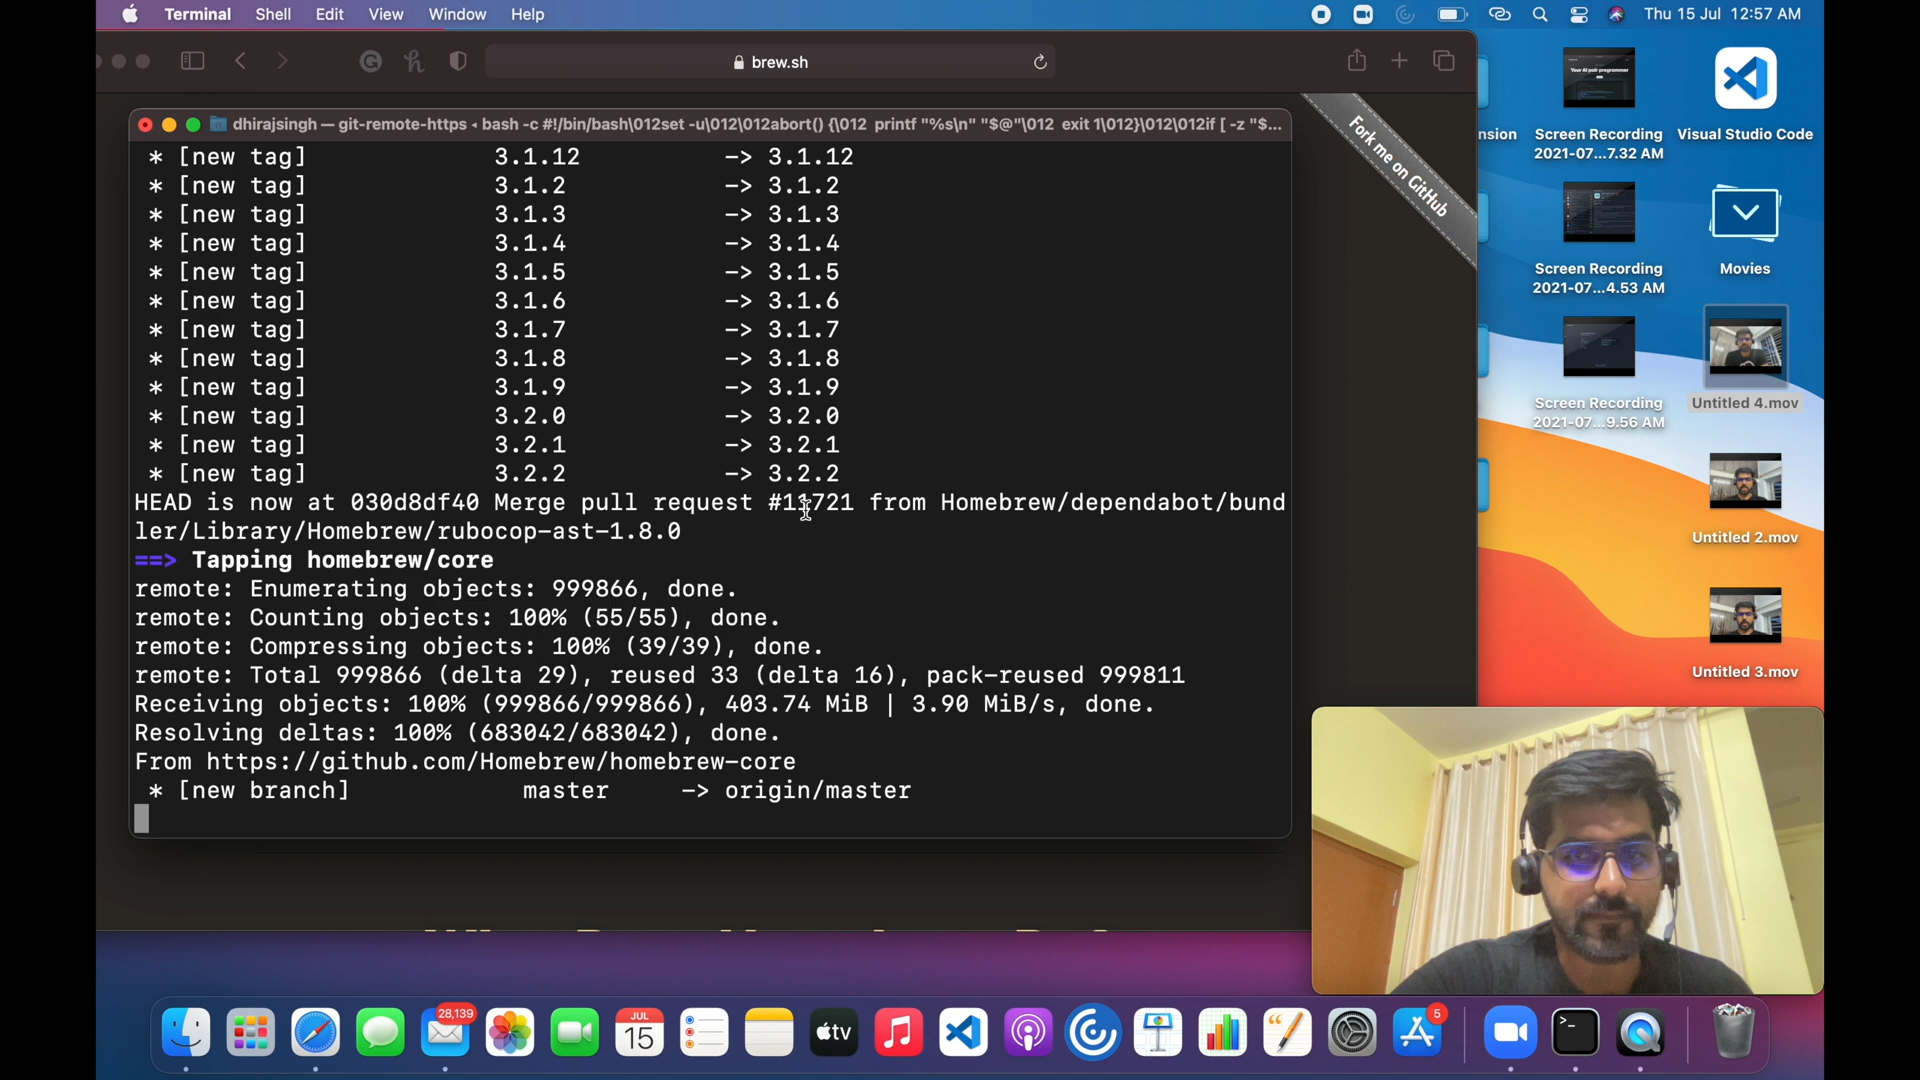 Terminal Shell Edit View Window Help
Thu 15 Jul 12:57 AM
brew.sh
Fork me on GitHub
dhirajsingh — git-remote-https ◂ bash -c #!/bin/bash\012set -u\012\012abort() {\012 printf "%s\n" "$@"\012 exit 1\012}\012\012if [ -z "$...
* [new tag] 3.1.12 -> 3.1.12
* [new tag] 3.1.2 -> 3.1.2
* [new tag] 3.1.3 -> 3.1.3
* [new tag] 3.1.4 -> 3.1.4
* [new tag] 3.1.5 -> 3.1.5
* [new tag] 3.1.6 -> 3.1.6
* [new tag] 3.1.7 -> 3.1.7
* [new tag] 3.1.8 -> 3.1.8
* [new tag] 3.1.9 -> 3.1.9
* [new tag] 3.2.0 -> 3.2.0
* [new tag] 3.2.1 -> 3.2.1
* [new tag] 3.2.2 -> 3.2.2
HEAD is now at 030d8df40 Merge pull request #11721 from Homebrew/dependabot/bund
ler/Library/Homebrew/rubocop-ast-1.8.0
==> Tapping homebrew/core
remote: Enumerating objects: 999866, done.
remote: Counting objects: 100% (55/55), done.
remote: Compressing objects: 100% (39/39), done.
remote: Total 999866 (delta 29), reused 33 (delta 16), pack-reused 999811
Receiving objects: 100% (999866/999866), 403.74 MiB | 3.90 MiB/s, done.
Resolving deltas: 100% (683042/683042), done.
From https://github.com/Homebrew/homebrew-core
* [new branch] master -> origin/master
nsion
Screen Recording
2021-07...7.32 AM
Visual Studio Code
Your AI pair programmer
Screen Recording
2021-07...4.53 AM
Movies
Screen Recording
2021-07...9.56 AM
Untitled 4.mov
Untitled 2.mov
Untitled 3.mov
28,139
JUL
15
tv
5